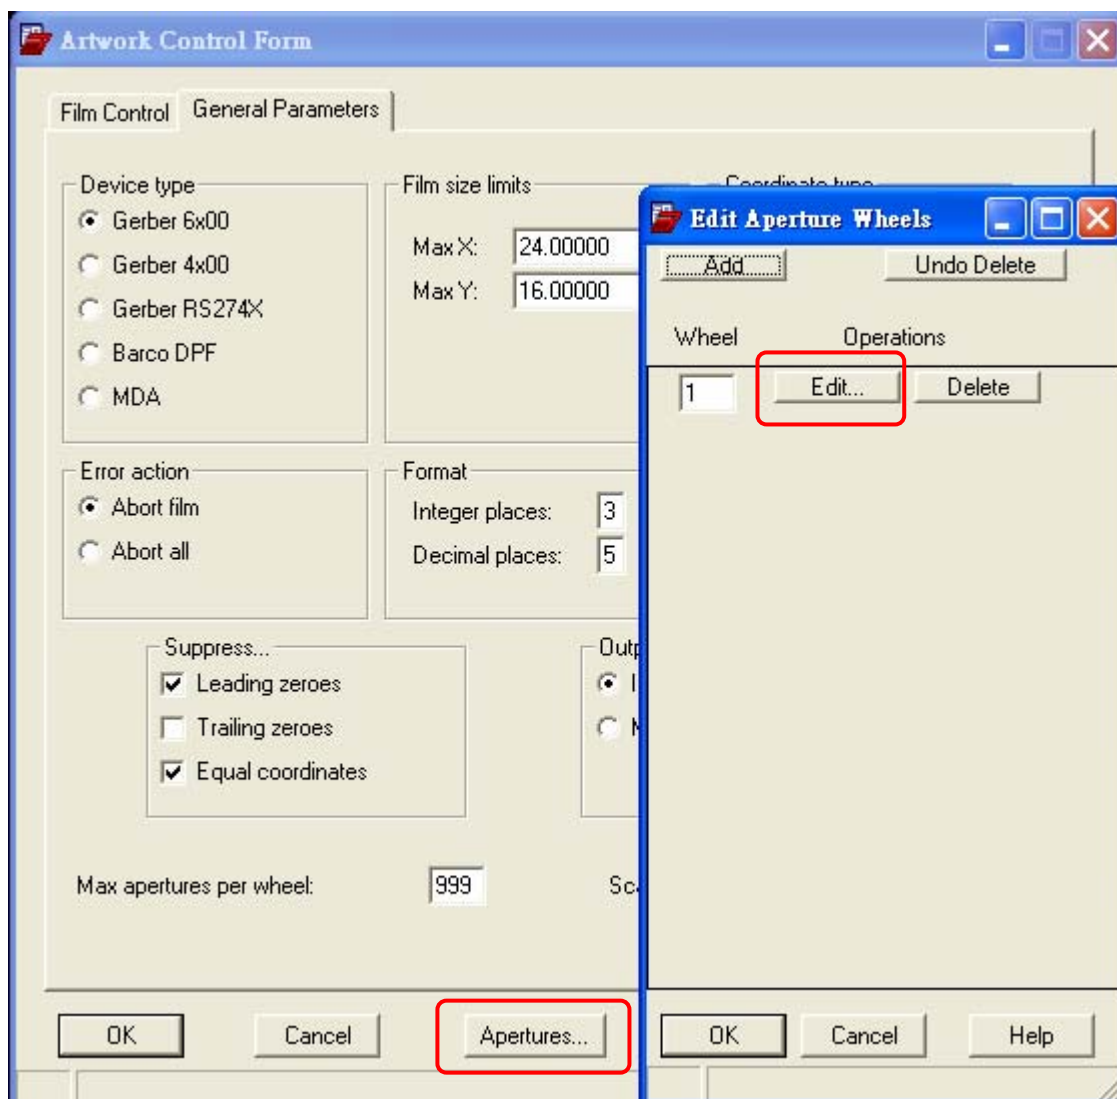 Artwork Control Form
Film Control
General Parameters
Device type
Gerber 6x00
Gerber 4x00
Gerber RS274X
Barco DPF
MDA
Film size limits
Max X: 24.00000
Max Y: 16.00000
Coordinate type
Error action
Abort film
Abort all
Format
Integer places: 3
Decimal places: 5
Suppress...
Leading zeroes
Trailing zeroes
Equal coordinates
Max apertures per wheel: 999
OK
Cancel
Apertures...
Edit Aperture Wheels
Add
Undo Delete
Wheel
Operations
1
Edit...
Delete
OK
Cancel
Help